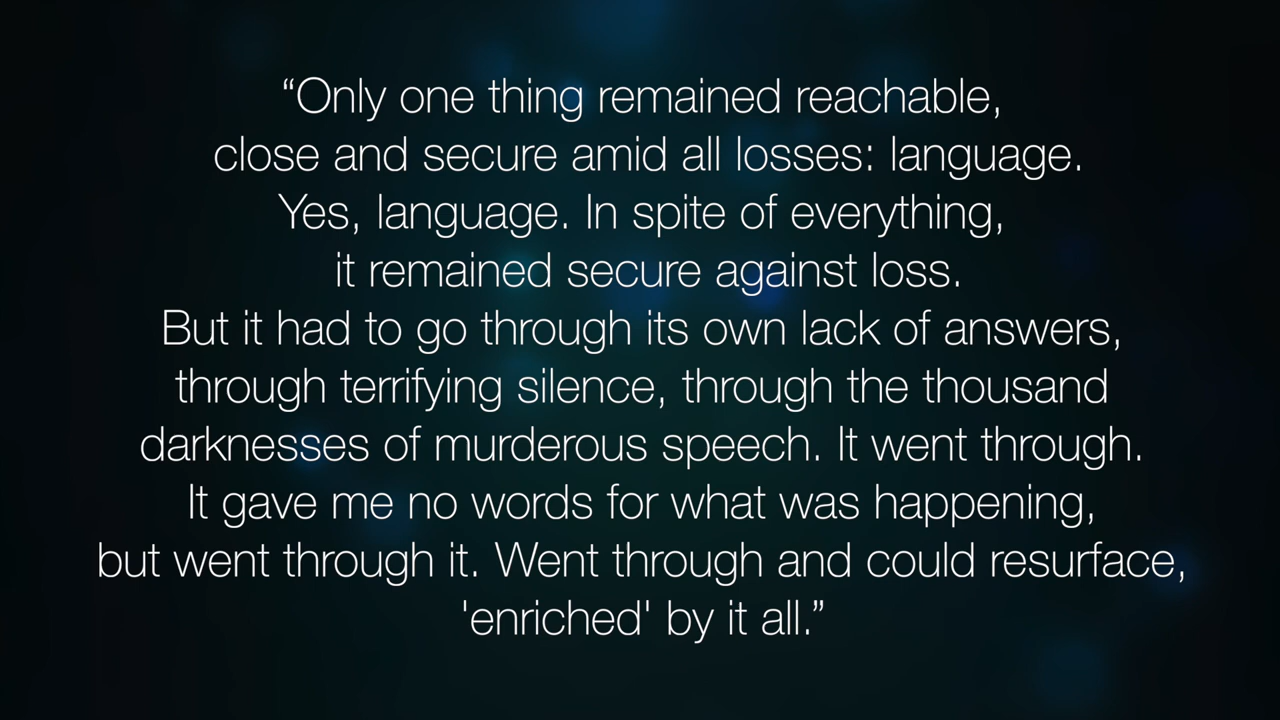 “Only one thing remained reachable,
close and secure amid all losses: language.
Yes, language. In spite of everything,
it remained secure against loss.
But it had to go through its own lack of answers,
through terrifying silence, through the thousand
darknesses of murderous speech. It went through.
It gave me no words for what was happening,
but went through it. Went through and could resurface,
'enriched' by it all.”